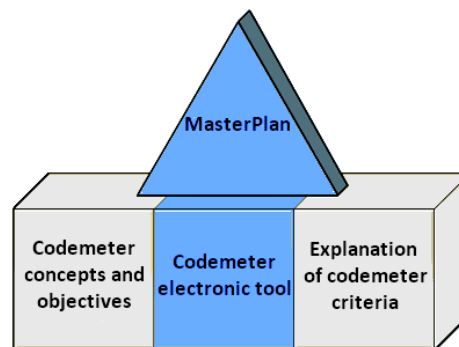 MasterPlan
Codemeter
concepts and
objectives
Codemeter
electronic tool
Explanation
of codemeter
criteria